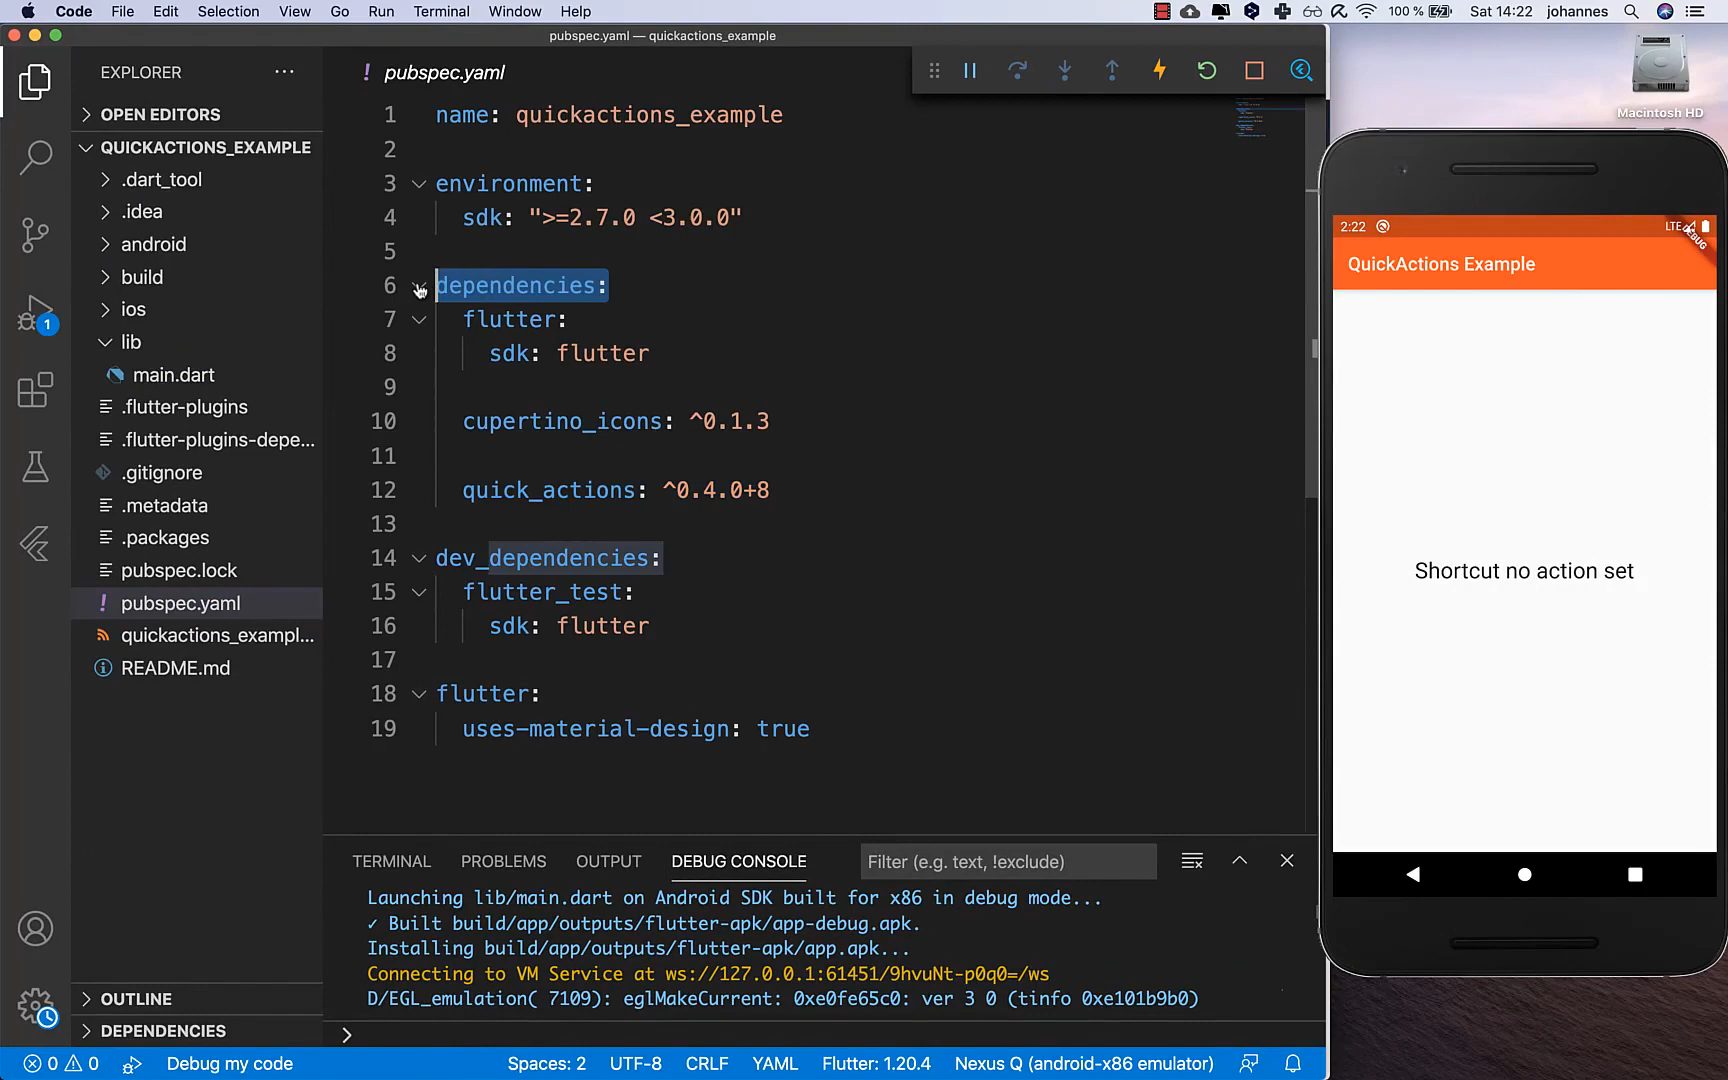 Code File Edit Selection View Go Run Terminal Window Help 100 % Sat 14:22 johannes
pubspec.yaml — quickactions_example
Macintosh HD
EXPLORER
OPEN EDITORS
QUICKACTIONS_EXAMPLE
.dart_tool
.idea
android
build
ios
lib
main.dart
.flutter-plugins
.flutter-plugins-depe...
.gitignore
.metadata
.packages
pubspec.lock
! pubspec.yaml
quickactions_exampl...
README.md
OUTLINE
DEPENDENCIES
1
! pubspec.yaml
1 name: quickactions_example
2
3 environment:
4 sdk: ">=2.7.0 <3.0.0"
5
6 dependencies:
7 flutter:
8 sdk: flutter
9
10 cupertino_icons: ^0.1.3
11
12 quick_actions: ^0.4.0+8
13
14 dev_dependencies:
15 flutter_test:
16 sdk: flutter
17
18 flutter:
19 uses-material-design: true
TERMINAL PROBLEMS OUTPUT DEBUG CONSOLE Filter (e.g. text, !exclude)
Launching lib/main.dart on Android SDK built for x86 in debug mode...
✓ Built build/app/outputs/flutter-apk/app-debug.apk.
Installing build/app/outputs/flutter-apk/app.apk...
Connecting to VM Service at ws://127.0.0.1:61451/9hvuNt-p0q0=/ws
D/EGL_emulation( 7109): eglMakeCurrent: 0xe0fe65c0: ver 3 0 (tinfo 0xe101b9b0)
0 0 Debug my code Spaces: 2 UTF-8 CRLF YAML Flutter: 1.20.4 Nexus Q (android-x86 emulator)
2:22 LTE
DEBUG
QuickActions Example
Shortcut no action set